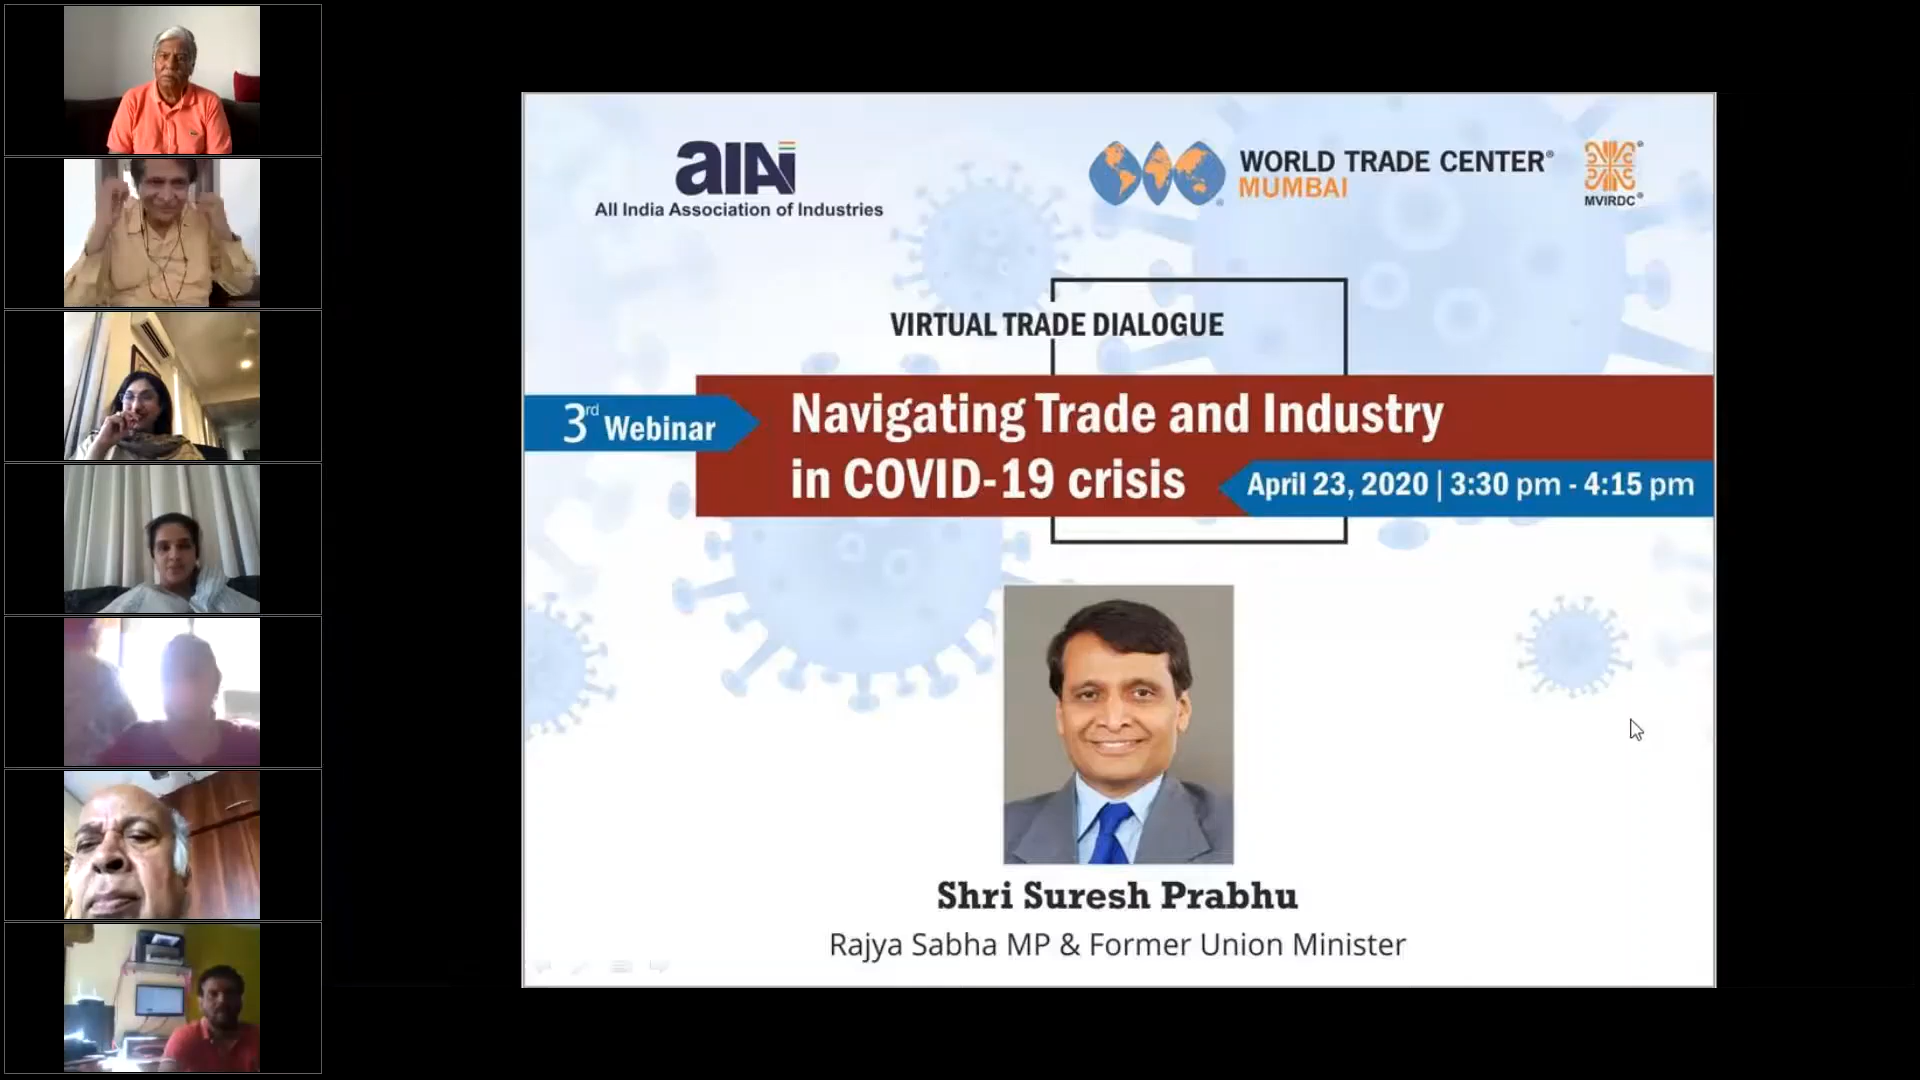 aIAi
All India Association of Industries
WORLD TRADE CENTER®
MUMBAI
MVIRDC
VIRTUAL TRADE DIALOGUE
3rd Webinar
Navigating Trade and Industry
in COVID-19 crisis
April 23, 2020 | 3:30 pm - 4:15 pm
Shri Suresh Prabhu
Rajya Sabha MP & Former Union Minister